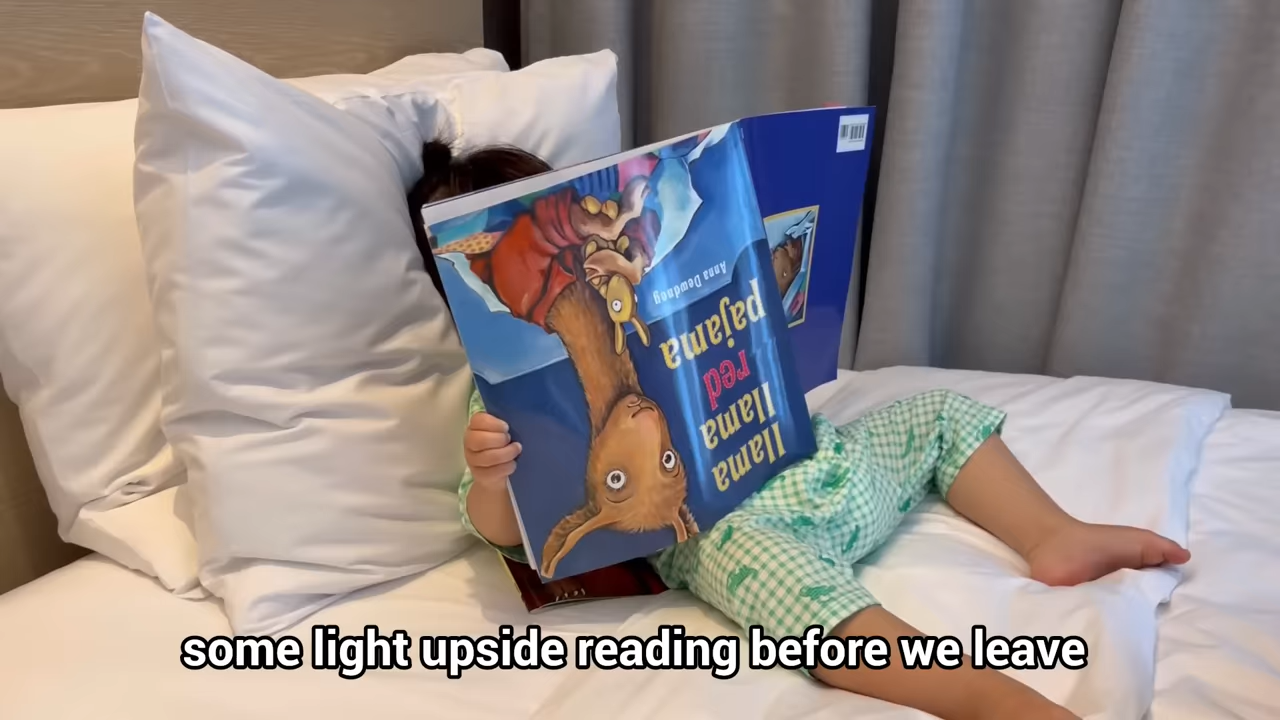 llama
llama
red
pajama
Anna Dewdney
some light upside reading before we leave